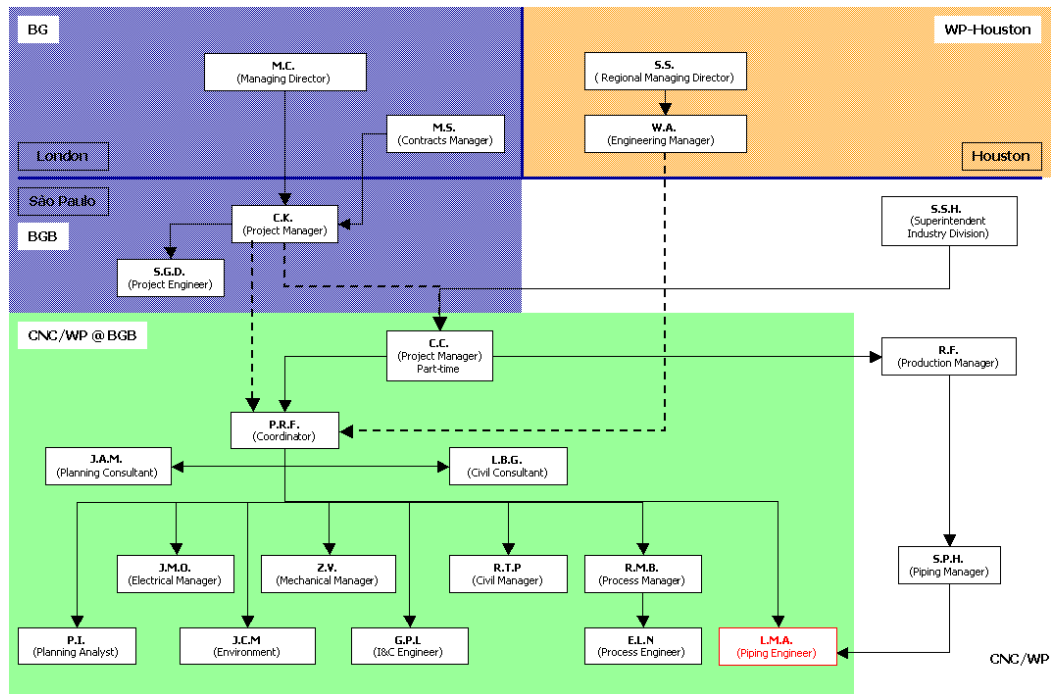 BG
WP-Houston
M.C.
(Managing Director)
S.S.
( Regional Managing Director)
M.S.
(Contracts Manager)
W.A.
(Engineering Manager)
London
Houston
São Paulo
C.K.
(Project Manager)
S.S.H.
(Superintendent
Industry Division)
BGB
S.G.D.
(Project Engineer)
CNC/WP @ BGB
C.C.
(Project Manager)
Part-time
R.F.
(Production Manager)
P.R.F.
(Coordinator)
J.A.M.
(Planning Consultant)
L.B.G.
(Civil Consultant)
J.M.O.
(Electrical Manager)
Z.V.
(Mechanical Manager)
R.T.P
(Civil Manager)
R.M.B.
(Process Manager)
S.P.H.
(Piping Manager)
P.I.
(Planning Analyst)
J.C.M
(Environment)
G.P.L
(I&C Engineer)
E.L.N
(Process Engineer)
L.M.A.
(Piping Engineer)
CNC/WP